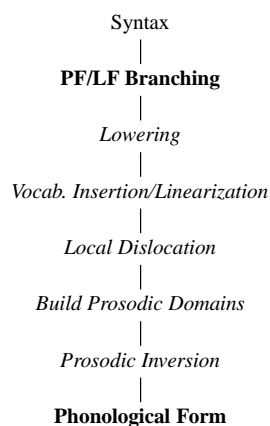 Syntax
PF/LF Branching
Lowering
Vocab. Insertion/Linearization
Local Dislocation
Build Prosodic Domains
Prosodic Inversion
Phonological Form